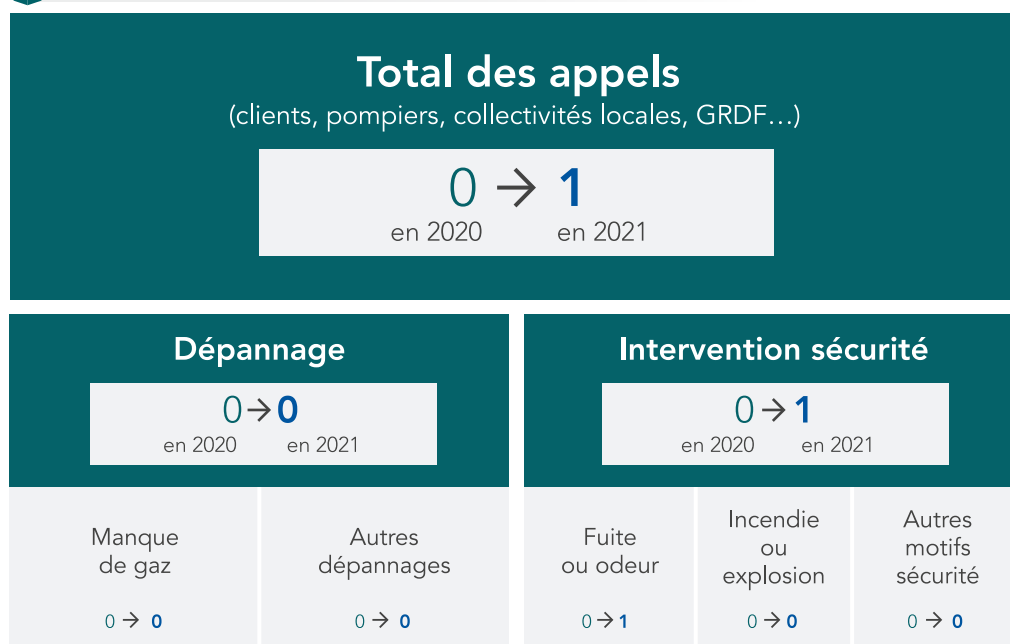 Total des appels
(clients, pompiers, collectivités locales, GRDF...)
0 → 1
en 2020 en 2021
Dépannage
0 → 0
en 2020 en 2021
Manque
de gaz
0 → 0
Autres
dépannages
0 → 0
Intervention sécurité
0 → 1
en 2020 en 2021
Fuite
ou odeur
0 → 1
Incendie
ou
explosion
0 → 0
Autres
motifs
sécurité
0 → 0